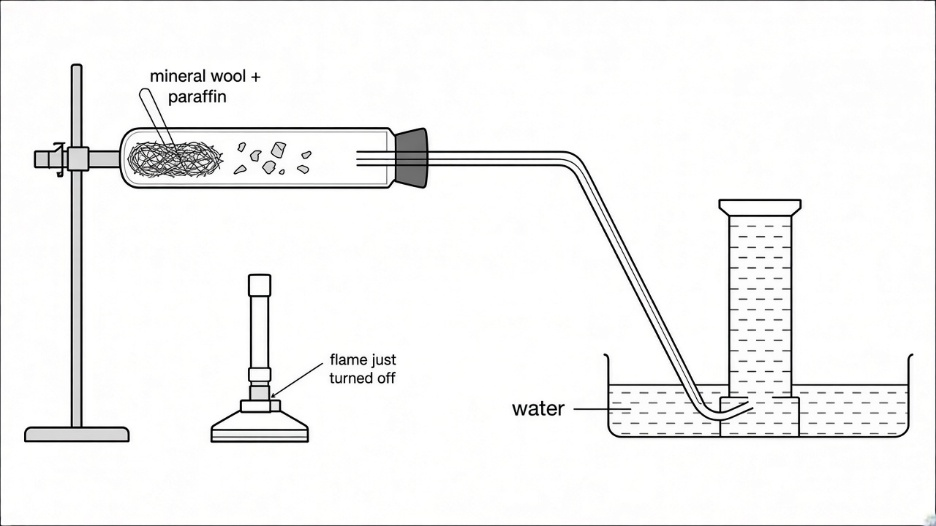 mineral wool +
paraffin
flame just
turned off
water